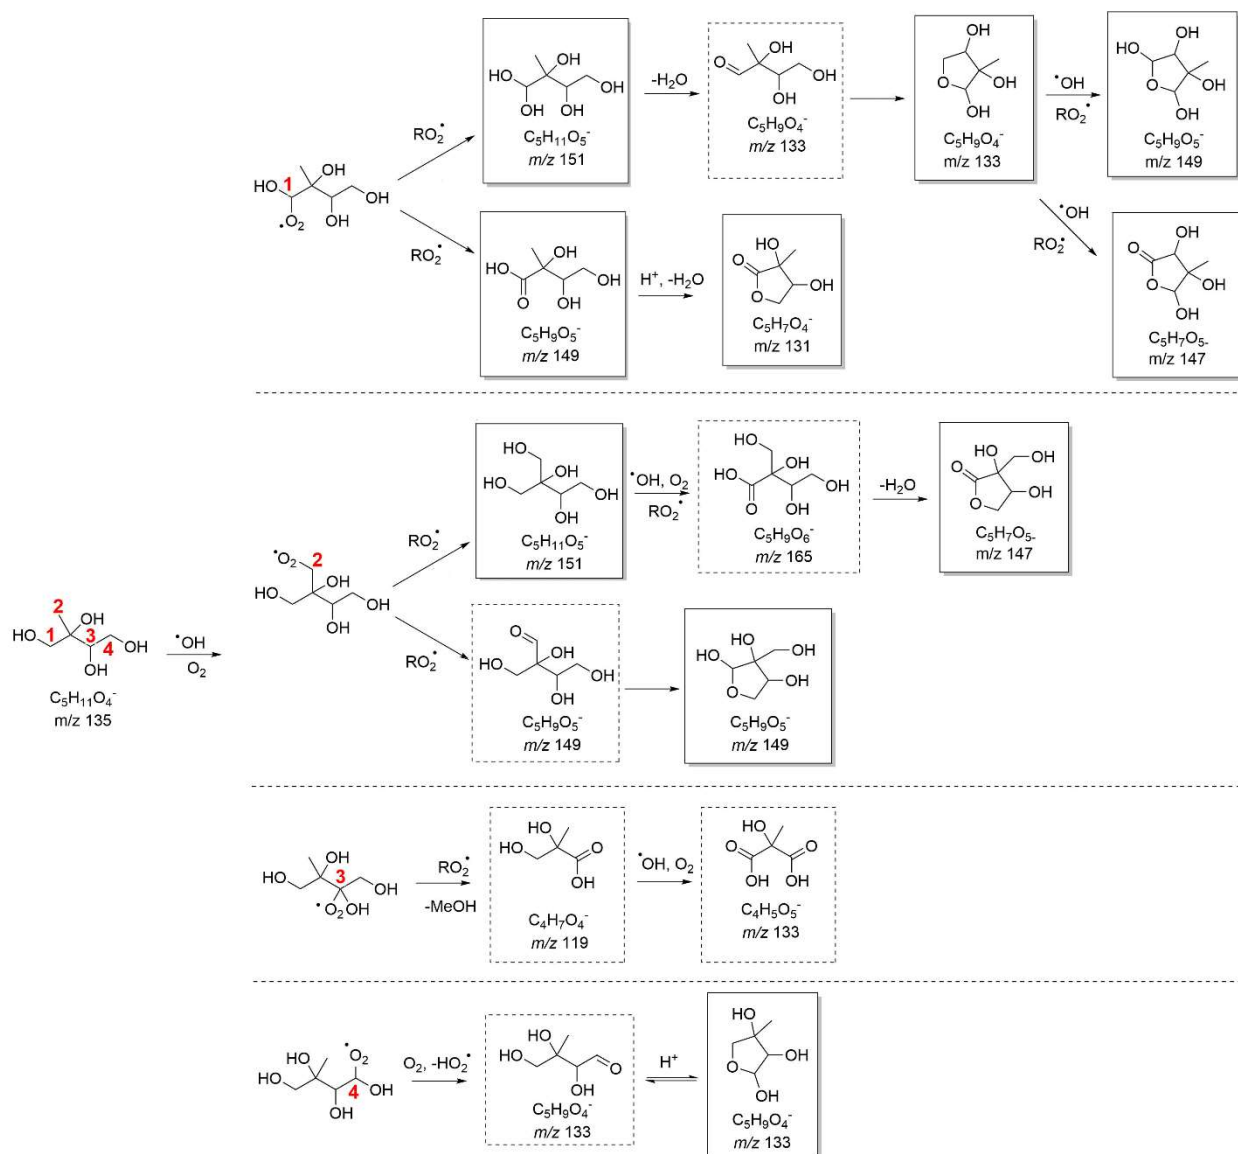 HO
1
OH
OH
OH
•O₂
RO₂•
RO₂•
HO
OH
OH OH
OH
C₅H₁₁O₅⁻
m/z 151
-H₂O
O
OH
OH
OH
C₅H₉O₄⁻
m/z 133
OH
OH
O
OH
C₅H₉O₄⁻
m/z 133
•OH
RO₂•
OH
HO
O
OH
OH
C₅H₉O₅⁻
m/z 149
HO
OH
OH
O
OH
C₅H₉O₅⁻
m/z 149
H⁺, -H₂O
HO
O
OH
O
C₅H₇O₄⁻
m/z 131
•OH
RO₂•
OH
O
O
OH
OH
C₅H₇O₅-
m/z 147
2
OH
HO
1
3
4
OH
OH
C₅H₁₁O₄⁻
m/z 135
•OH
O₂
•O₂
2
OH
HO
OH
OH
RO₂•
RO₂•
HO
OH
HO
OH
OH
C₅H₁₁O₅⁻
m/z 151
•OH, O₂
RO₂•
HO
OH
HO
OH
O
OH
C₅H₉O₆⁻
m/z 165
-H₂O
HO
OH
O
OH
O
C₅H₇O₅-
m/z 147
O
OH
HO
OH
OH
C₅H₉O₅⁻
m/z 149
HO
HO
OH
OH
O
C₅H₉O₅⁻
m/z 149
OH
HO
3
OH
•O₂OH
RO₂•
-MeOH
HO
HO
O
OH
C₄H₇O₄⁻
m/z 119
•OH, O₂
HO
O
O
OH
OH
C₄H₅O₅⁻
m/z 133
HO
•O₂
HO
4
OH
OH
O₂, -HO₂•
HO
HO
O
OH
C₅H₉O₄⁻
m/z 133
H⁺
HO
OH
O
OH
C₅H₉O₄⁻
m/z 133